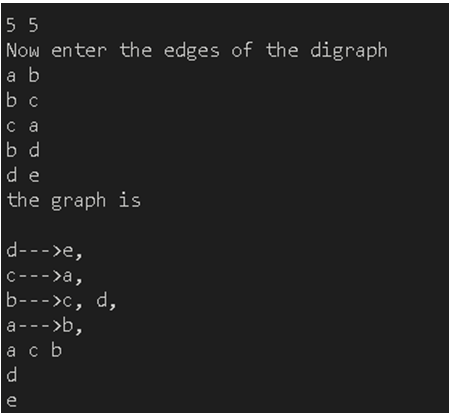 5 5
Now enter the edges of the digraph
a b
b c
c a
b d
d e
the graph is
d--->e,
c--->a,
b--->c, d,
a--->b,
a c b
d
e